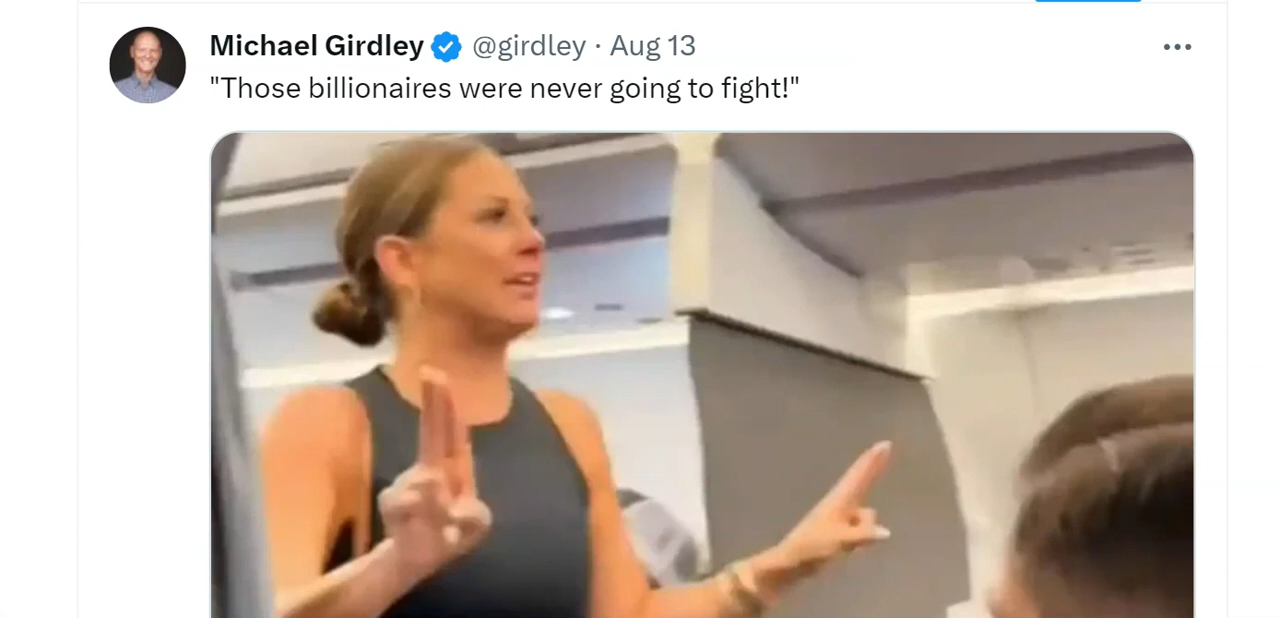 Michael Girdley @girdley · Aug 13
"Those billionaires were never going to fight!"